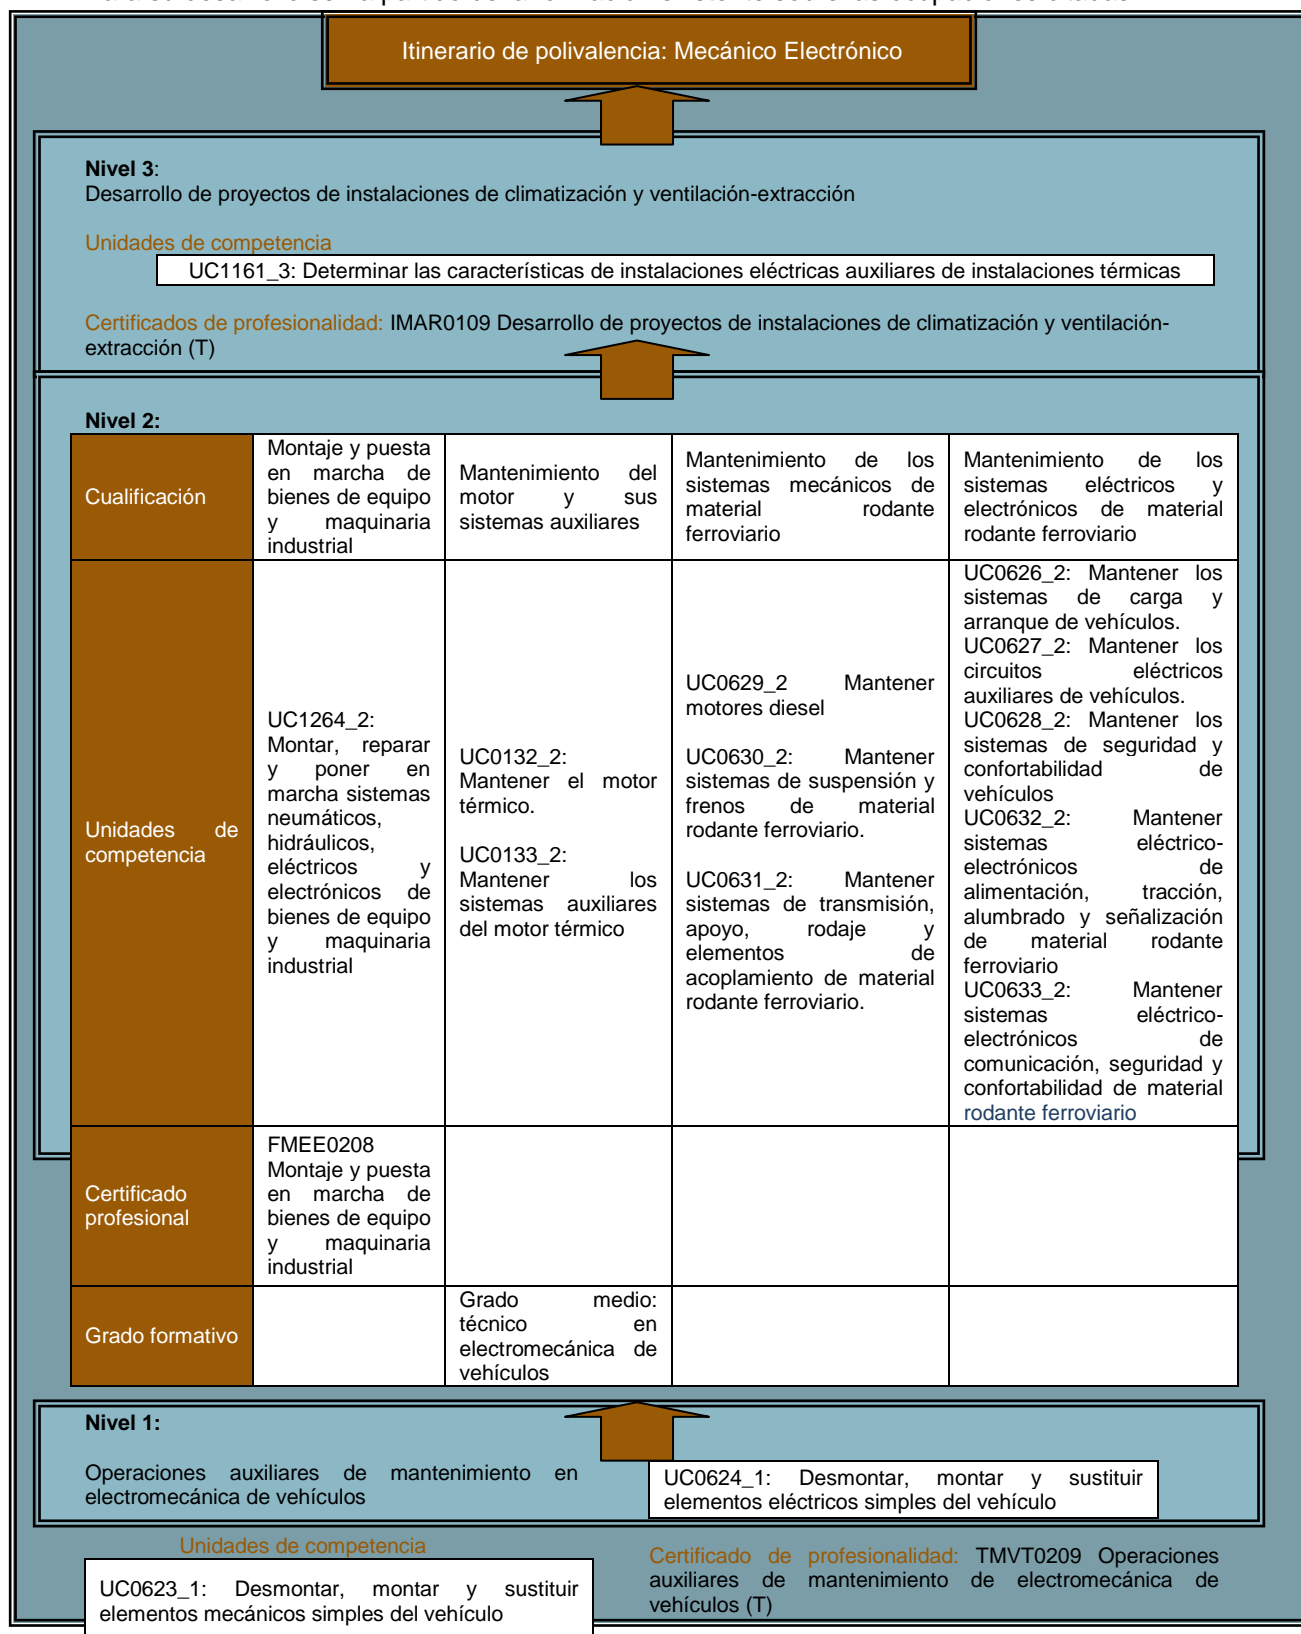 Itinerario de polivalencia: Mecánico Electrónico
Nivel 3:
Desarrollo de proyectos de instalaciones de climatización y ventilación-extracción
Unidades de competencia
UC1161_3: Determinar las características de instalaciones eléctricas auxiliares de instalaciones térmicas
Certificados de profesionalidad: IMAR0109 Desarrollo de proyectos de instalaciones de climatización y ventilación-
extracción (T)
Nivel 2:
Cualificación
Montaje y puesta
en marcha de
bienes de equipo
y maquinaria
industrial
Mantenimiento del
motor y sus
sistemas auxiliares
Mantenimiento de los
sistemas mecánicos de
material rodante
ferroviario
Mantenimiento de los
sistemas eléctricos y
electrónicos de material
rodante ferroviario
Unidades de
competencia
UC1264_2:
Montar, reparar
y poner en
marcha sistemas
neumáticos,
hidráulicos,
eléctricos y
electrónicos de
bienes de equipo
y maquinaria
industrial
UC0132_2:
Mantener el motor
térmico.
UC0133_2:
Mantener los
sistemas auxiliares
del motor térmico
UC0629_2 Mantener
motores diesel
UC0630_2: Mantener
sistemas de suspensión y
frenos de material
rodante ferroviario.
UC0631_2: Mantener
sistemas de transmisión,
apoyo, rodaje y
elementos de
acoplamiento de material
rodante ferroviario.
UC0626_2: Mantener los
sistemas de carga y
arranque de vehículos.
UC0627_2: Mantener los
circuitos eléctricos
auxiliares de vehículos.
UC0628_2: Mantener los
sistemas de seguridad y
confortabilidad de
vehículos
UC0632_2: Mantener
sistemas eléctrico-
electrónicos de
alimentación, tracción,
alumbrado y señalización
de material rodante
ferroviario
UC0633_2: Mantener
sistemas eléctrico-
electrónicos de
comunicación, seguridad y
confortabilidad de material
rodante ferroviario
Certificado
profesional
FMEE0208
Montaje y puesta
en marcha de
bienes de equipo
y maquinaria
industrial
Grado formativo
Grado medio:
técnico en
electromecánica de
vehículos
Nivel 1:
Operaciones auxiliares de mantenimiento en
electromecánica de vehículos
UC0624_1: Desmontar, montar y sustituir
elementos eléctricos simples del vehículo
Unidades de competencia
UC0623_1: Desmontar, montar y sustituir
elementos mecánicos simples del vehículo
Certificado de profesionalidad: TMVT0209 Operaciones
auxiliares de mantenimiento de electromecánica de
vehículos (T)